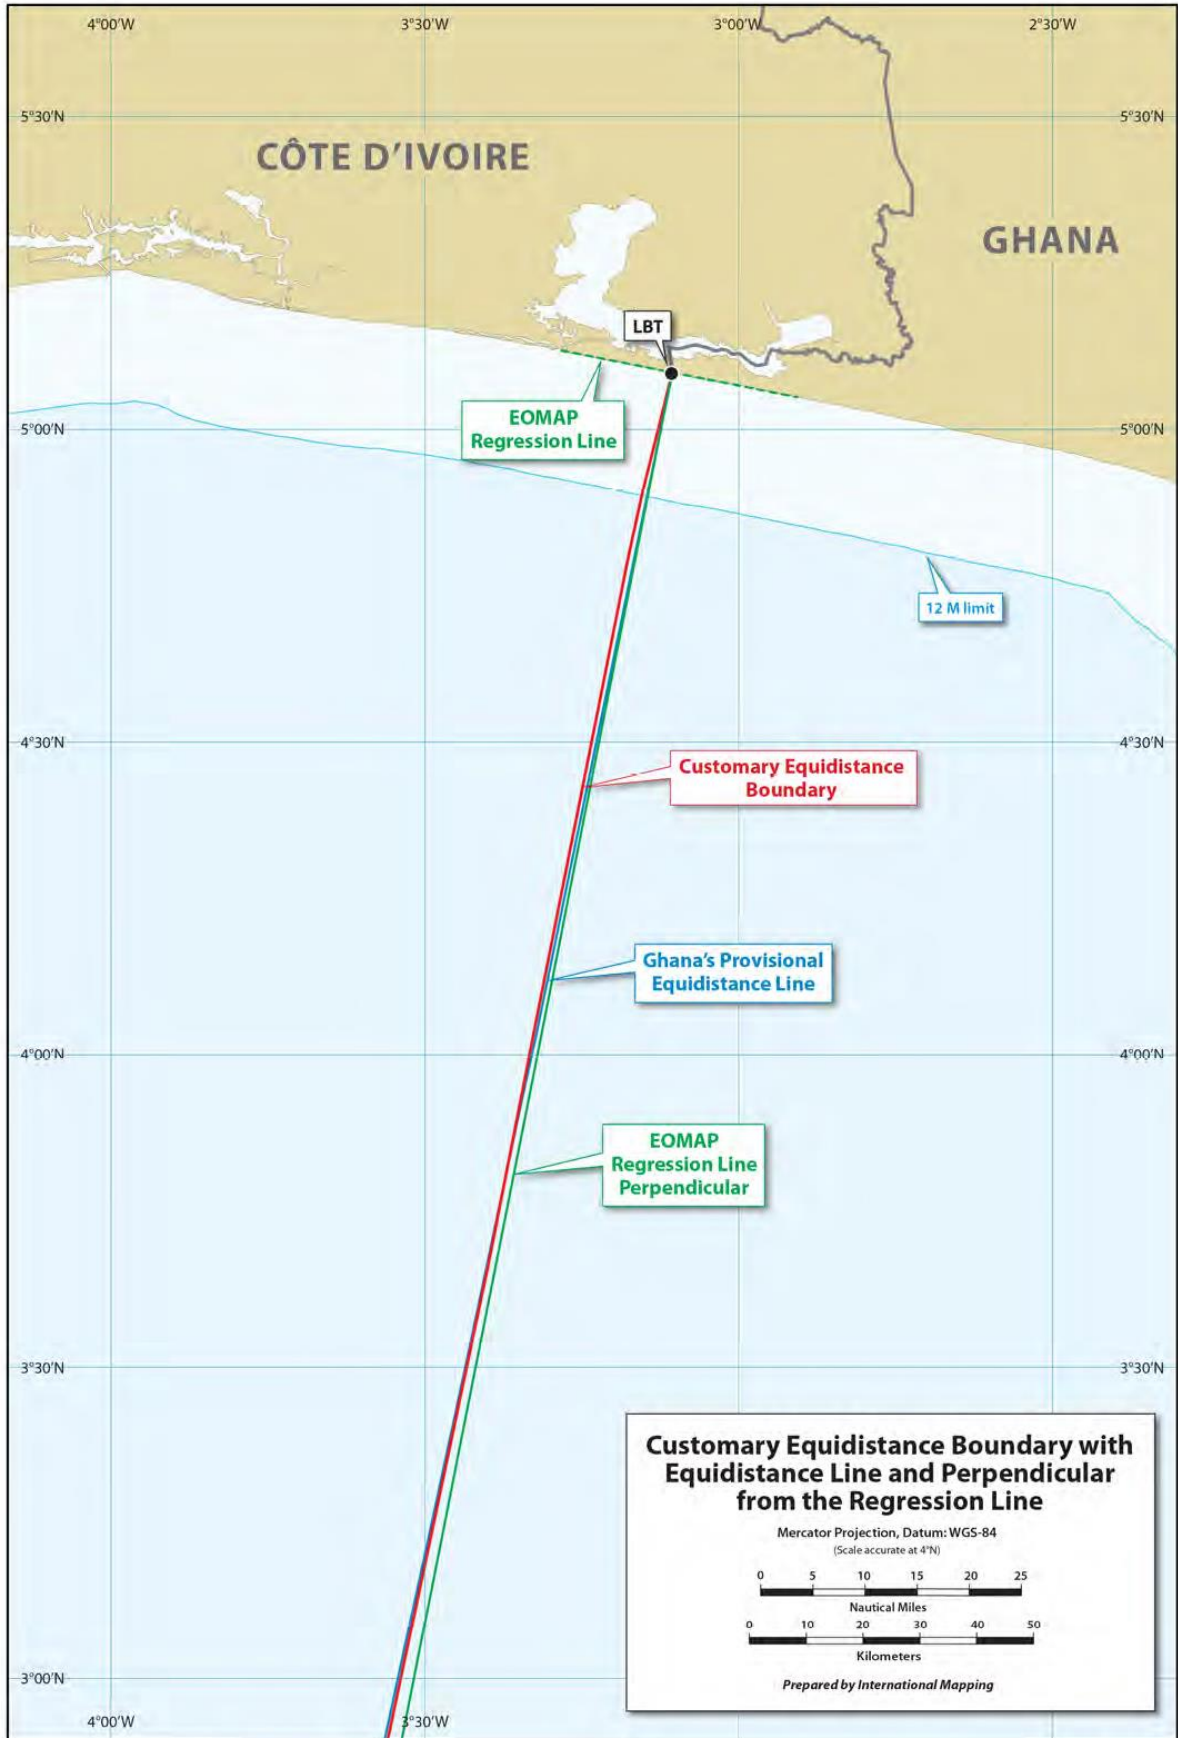 4°00'W 3°30'W 3°00'W 2°30'W
5°30'N 5°30'N
CÔTE D'IVOIRE
GHANA
LBT
EOMAP
Regression Line
5°00'N 5°00'N
12 M limit
4°30'N 4°30'N
Customary Equidistance
Boundary
Ghana's Provisional
Equidistance Line
4°00'N 4°00'N
EOMAP
Regression Line
Perpendicular
3°30'N 3°30'N
Customary Equidistance Boundary with
Equidistance Line and Perpendicular
from the Regression Line
Mercator Projection, Datum: WGS-84
(Scale accurate at 4°N)
0 5 10 15 20 25
Nautical Miles
0 10 20 30 40 50
Kilometers
Prepared by International Mapping
3°00'N
4°00'W 3°30'W